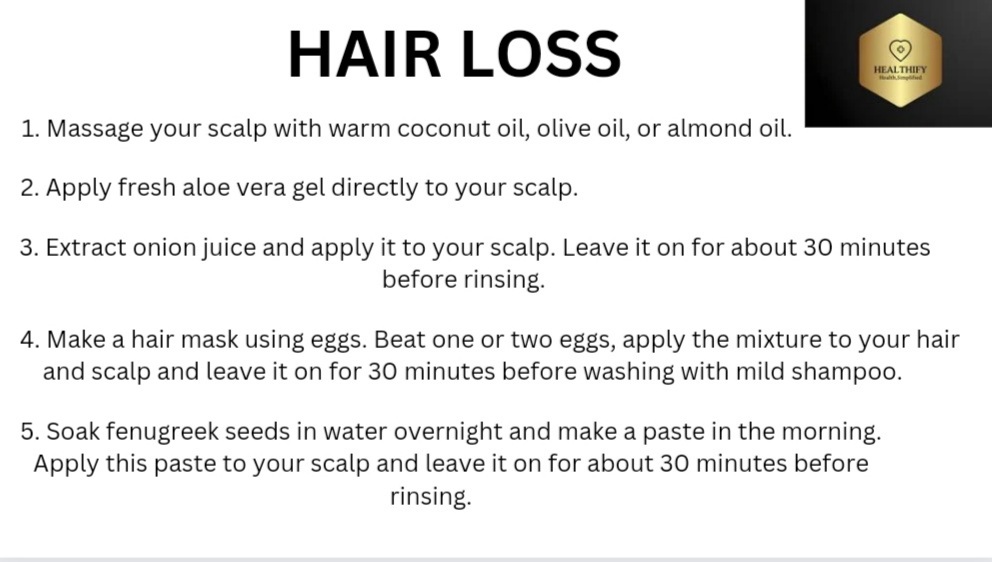 HAIR LOSS
HEALTHIFY
Health,Simplified
1. Massage your scalp with warm coconut oil, olive oil, or almond oil.
2. Apply fresh aloe vera gel directly to your scalp.
3. Extract onion juice and apply it to your scalp. Leave it on for about 30 minutes
before rinsing.
4. Make a hair mask using eggs. Beat one or two eggs, apply the mixture to your hair
and scalp and leave it on for 30 minutes before washing with mild shampoo.
5. Soak fenugreek seeds in water overnight and make a paste in the morning.
Apply this paste to your scalp and leave it on for about 30 minutes before
rinsing.